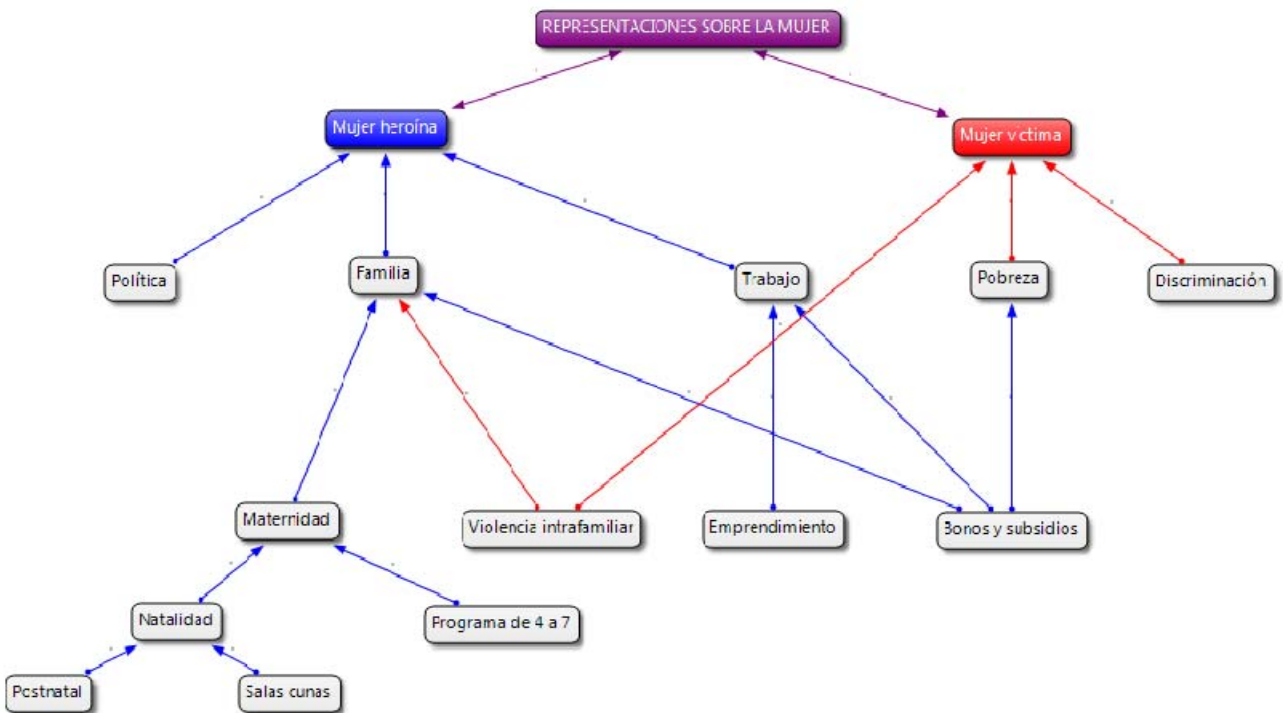 REPRESENTACIONES SOBRE LA MUJER
Mujer heroína
Mujer víctima
Política
Familia
Trabajo
Pobreza
Discriminación
Maternidad
Violencia intrafamiliar
Emprendimiento
Bonos y subsidios
Natalidad
Programa de 4 a 7
Postnatal
Salas cunas